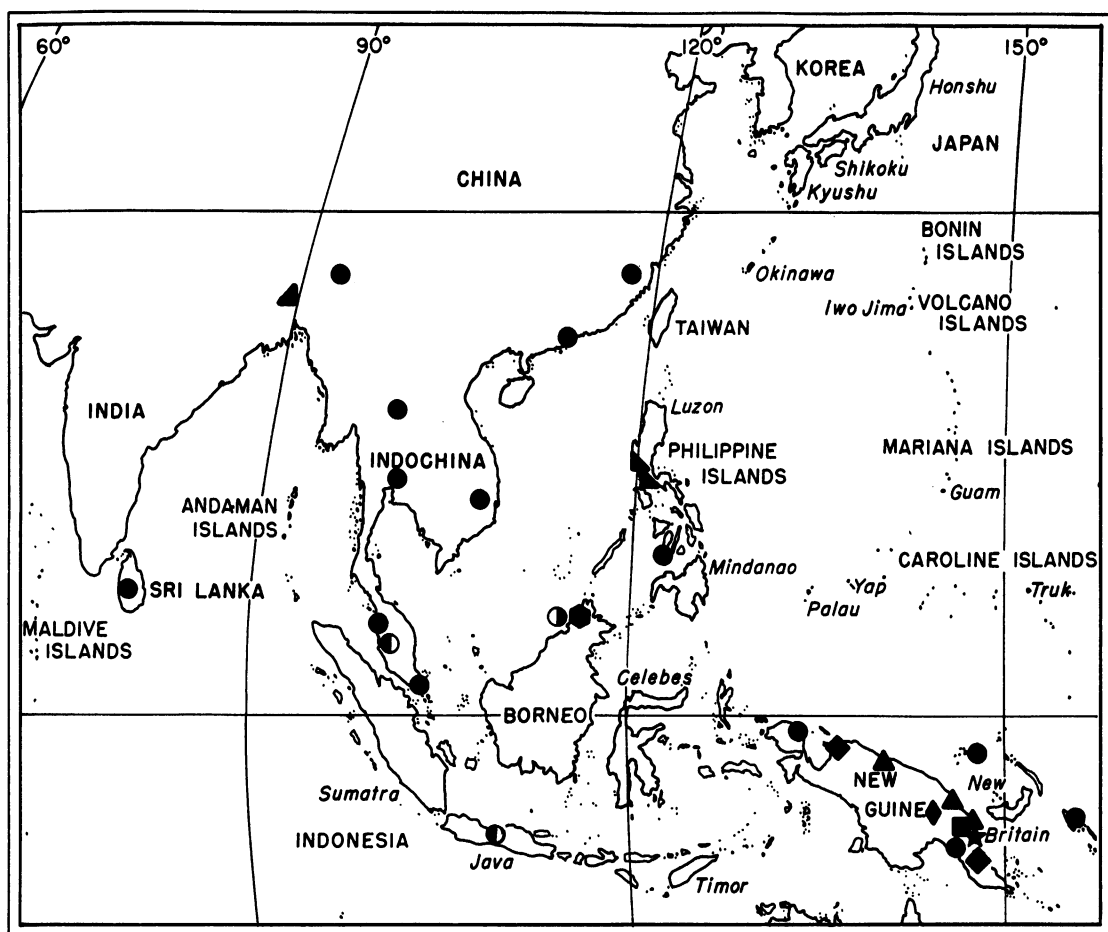 60°
90°
120°
150°
KOREA
Honshu
JAPAN
CHINA
Shikoku
Kyushu
BONIN
ISLANDS
Okinawa
Iwo Jima
VOLCANO
ISLANDS
TAIWAN
INDIA
Luzon
PHILIPPINE
ISLANDS
MARIANA ISLANDS
INDOCHINA
Guam
ANDAMAN
ISLANDS
CAROLINE ISLANDS
Mindanao
SRI LANKA
Yap
Truk
Palau
MALDIVE
ISLANDS
Celebes
BORNEO
NEW
GUINE
New
Britain
Sumatra
INDONESIA
Java
Timor